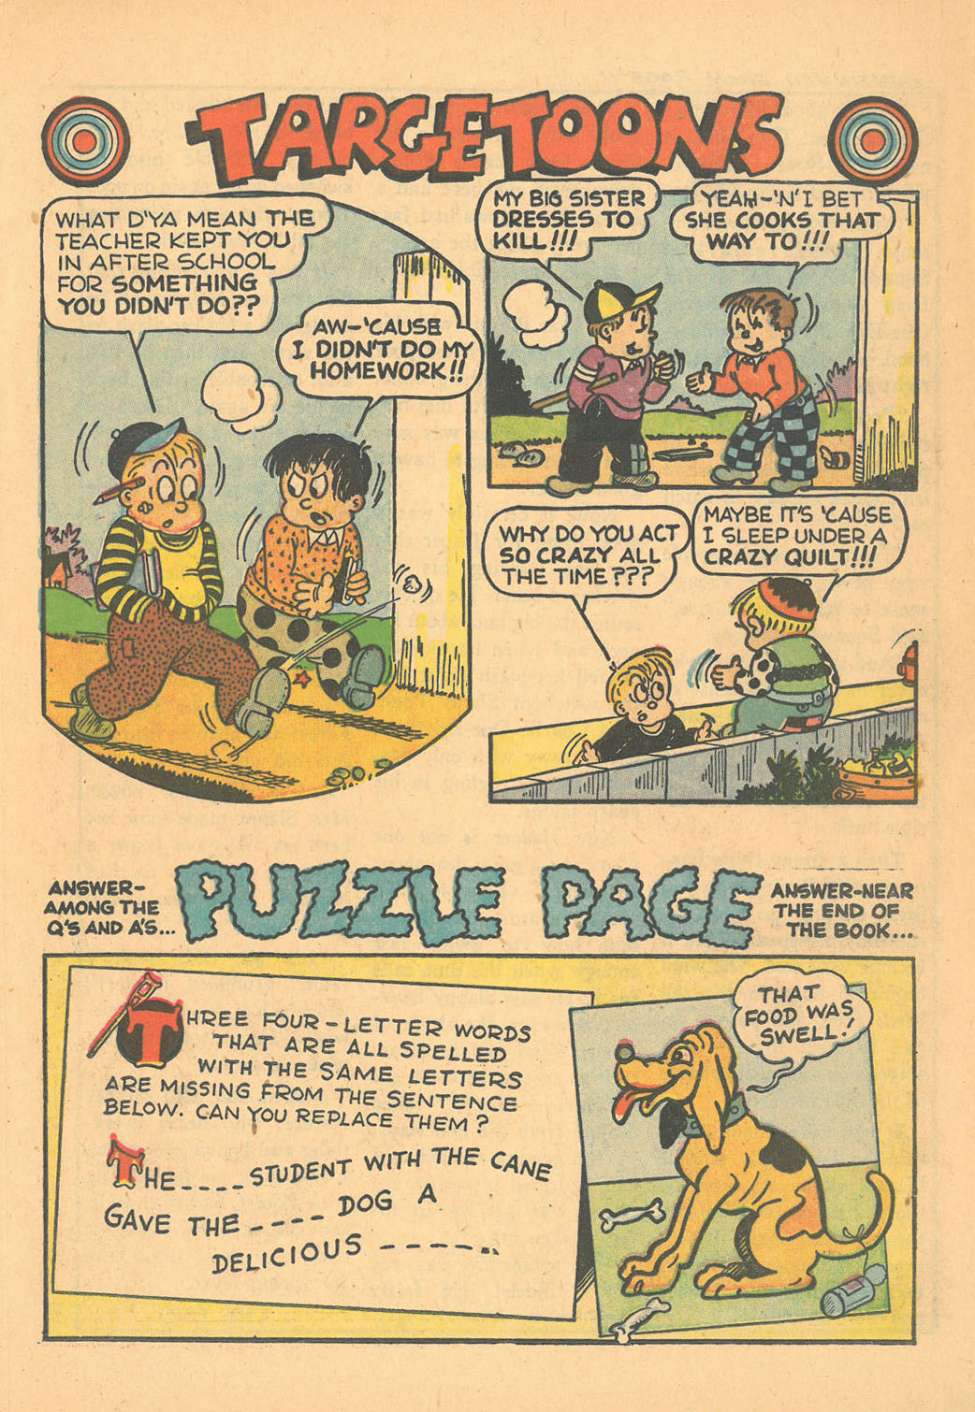 TARGETOONS
WHAT D'YA MEAN THE
TEACHER KEPT YOU
IN AFTER SCHOOL
FOR SOMETHING
YOU DIDN'T DO??
AW-'CAUSE
I DIDN'T DO MY
HOMEWORK!!
MY BIG SISTER
DRESSES TO
KILL!!!
YEAH-'N' I BET
SHE COOKS THAT
WAY TO!!!
WHY DO YOU ACT
SO CRAZY ALL
THE TIME???
MAYBE IT'S 'CAUSE
I SLEEP UNDER A
CRAZY QUILT!!!
ANSWER-
AMONG THE
Q'S AND A'S...
PUZZLE PAGE
ANSWER-NEAR
THE END OF
THE BOOK...
THREE FOUR-LETTER WORDS
THAT ARE ALL SPELLED
WITH THE SAME LETTERS
ARE MISSING FROM THE SENTENCE
BELOW. CAN YOU REPLACE THEM?
THE ---- STUDENT WITH THE CANE
GAVE THE ---- DOG A
DELICIOUS ----..
THAT
FOOD WAS
SWELL!